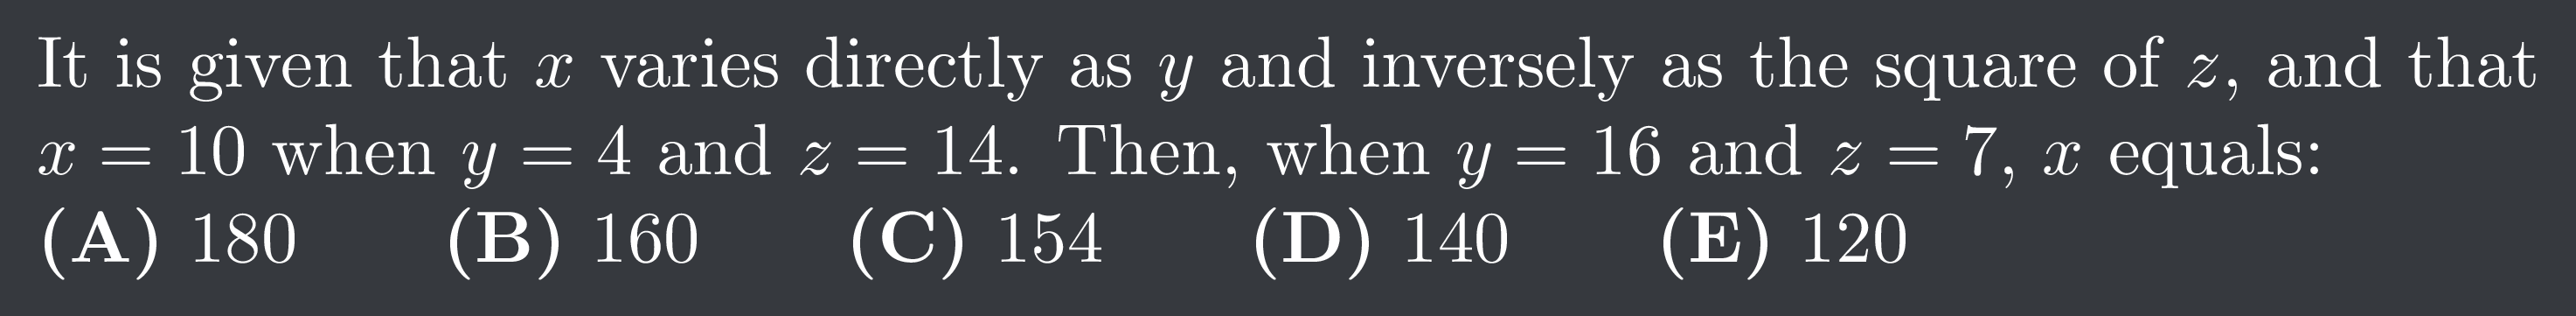 It is given that x varies directly as y and inversely as the square of z, and that
x = 10 when y = 4 and z = 14. Then, when y = 16 and z = 7, x equals:
(A) 180 (B) 160 (C) 154 (D) 140 (E) 120